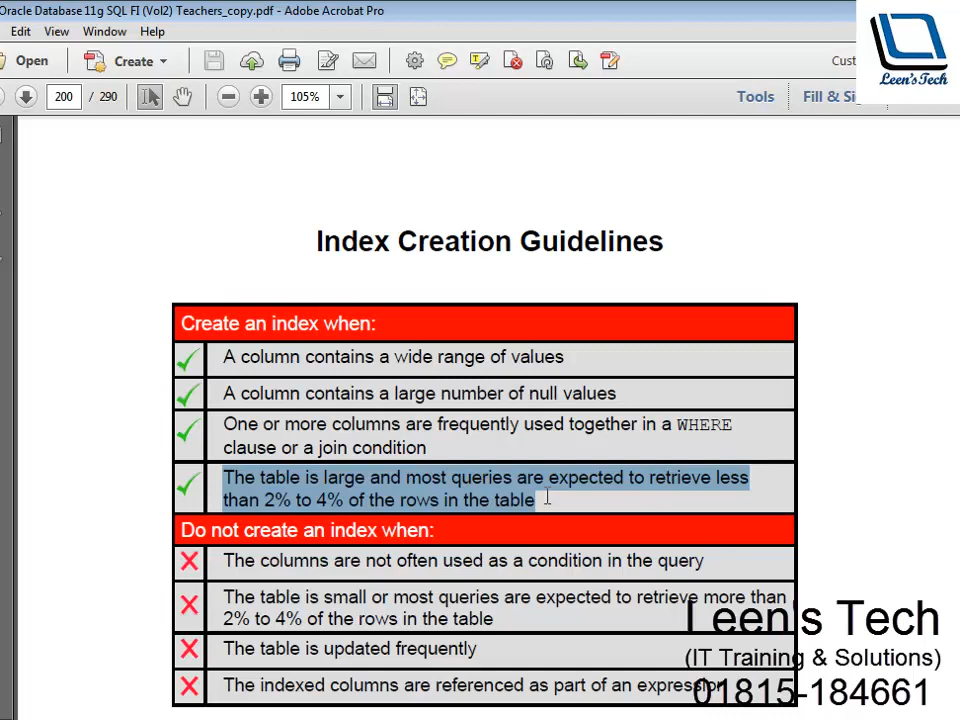 Oracle Database 11g SQL FI (Vol2) Teachers_copy.pdf - Adobe Acrobat Pro
Edit View Window Help
Open Create Cust
200 / 290 105% Tools Fill & Si
Leen'sTech
Index Creation Guidelines
Create an index when:
A column contains a wide range of values
A column contains a large number of null values
One or more columns are frequently used together in a WHERE
clause or a join condition
The table is large and most queries are expected to retrieve less
than 2% to 4% of the rows in the table
Do not create an index when:
The columns are not often used as a condition in the query
The table is small or most queries are expected to retrieve more than
2% to 4% of the rows in the table
The table is updated frequently
The indexed columns are referenced as part of an expression
Leen's Tech
(IT Training & Solutions)
01815-184661